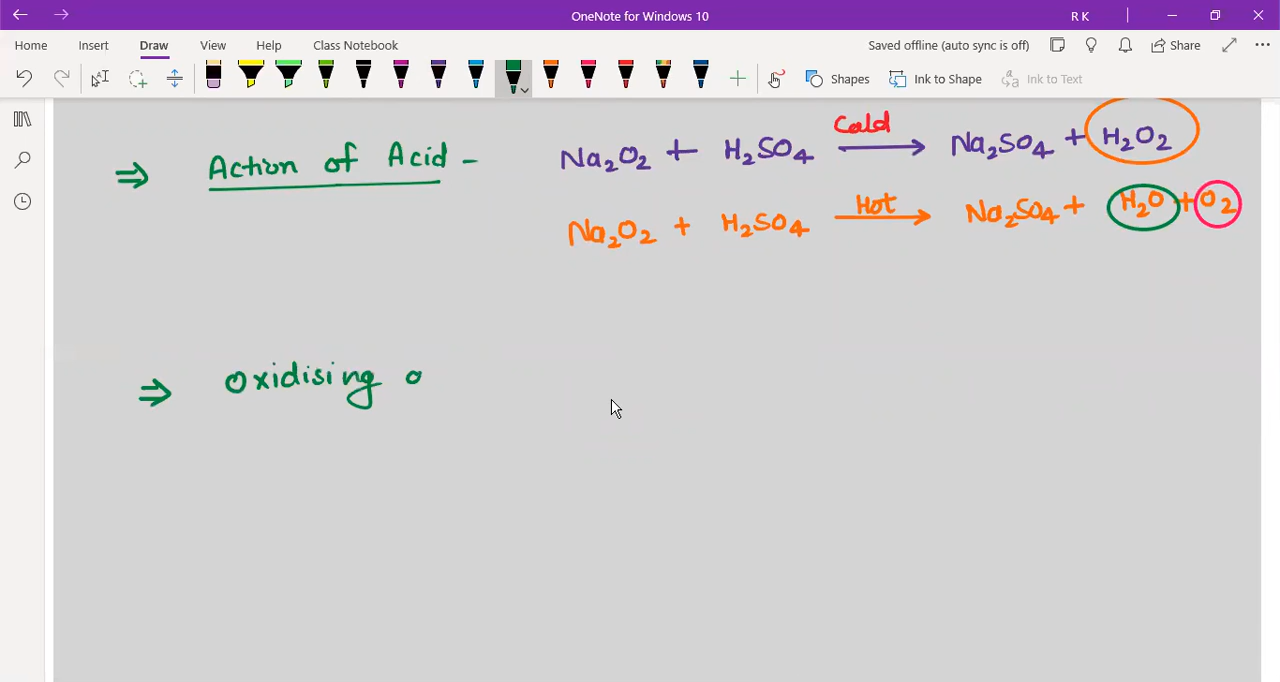 OneNote for Windows 10
R K
Home Insert Draw View Help Class Notebook
Saved offline (auto sync is off) Share
Shapes Ink to Shape Ink to Text
⇒ Action of Acid - Na₂O₂ + H₂SO₄ Cold → Na₂SO₄ + H₂O₂
Na₂O₂ + H₂SO₄ Hot → Na₂SO₄ + H₂O + O₂
⇒ Oxidising o